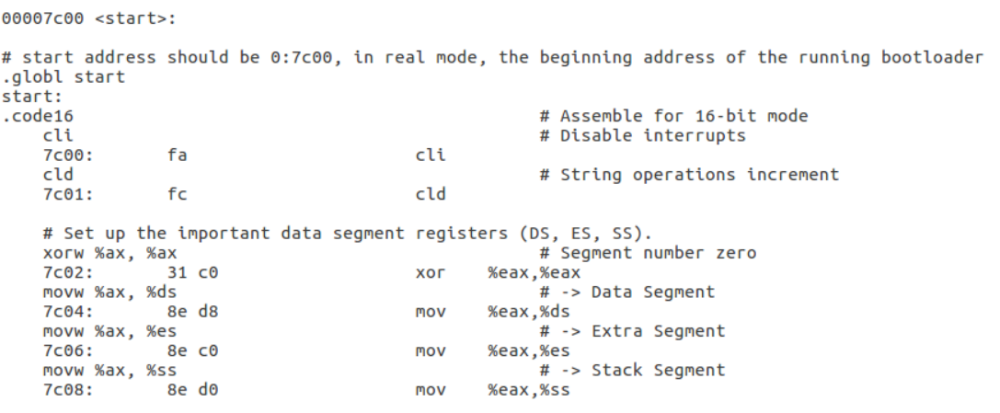 00007c00 <start>:
# start address should be 0:7c00, in real mode, the beginning address of the running bootloader
.globl start
start:
.code16 # Assemble for 16-bit mode
cli # Disable interrupts
7c00: fa cli
cld # String operations increment
7c01: fc cld
# Set up the important data segment registers (DS, ES, SS).
xorw %ax, %ax # Segment number zero
7c02: 31 c0 xor %eax,%eax
movw %ax, %ds # -> Data Segment
7c04: 8e d8 mov %eax,%ds
movw %ax, %es # -> Extra Segment
7c06: 8e c0 mov %eax,%es
movw %ax, %ss # -> Stack Segment
7c08: 8e d0 mov %eax,%ss